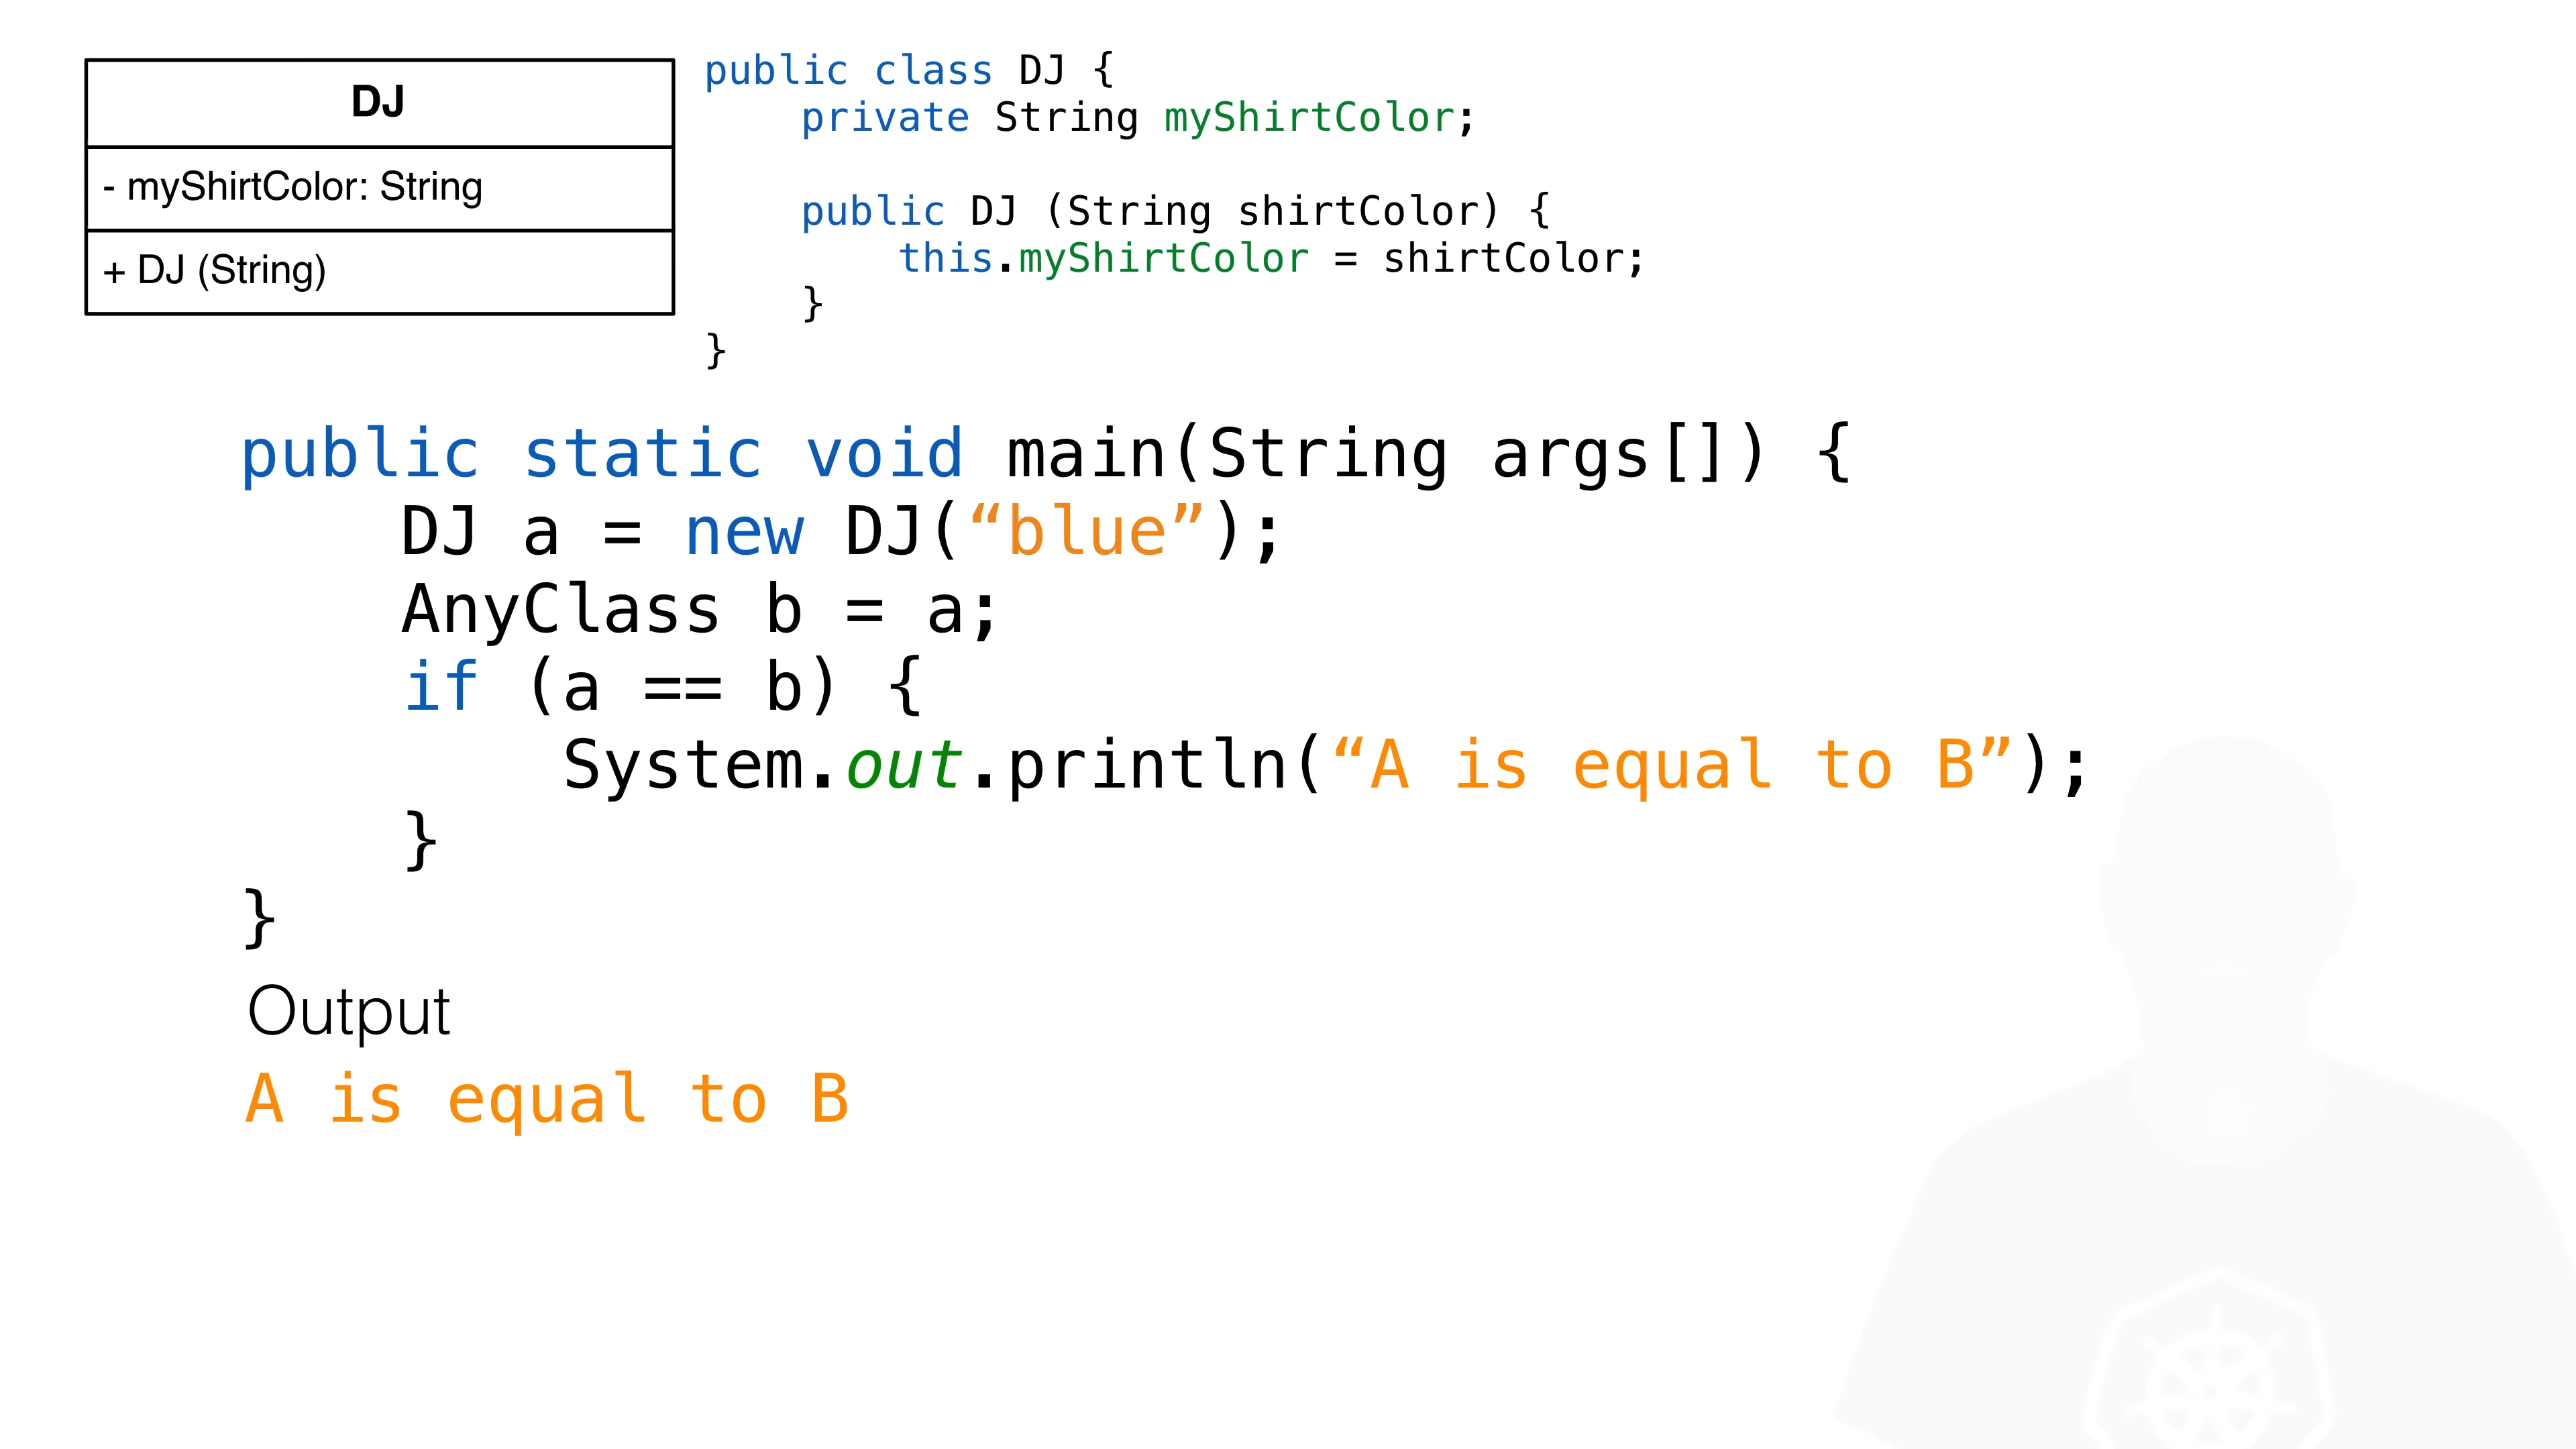 DJ
- myShirtColor: String
+ DJ (String)
public class DJ {
private String myShirtColor;
public DJ (String shirtColor) {
this.myShirtColor = shirtColor;
}
}
public static void main(String args[]) {
DJ a = new DJ(“blue”);
AnyClass b = a;
if (a == b) {
System.out.println(“A is equal to B”);
}
}
Output
A is equal to B